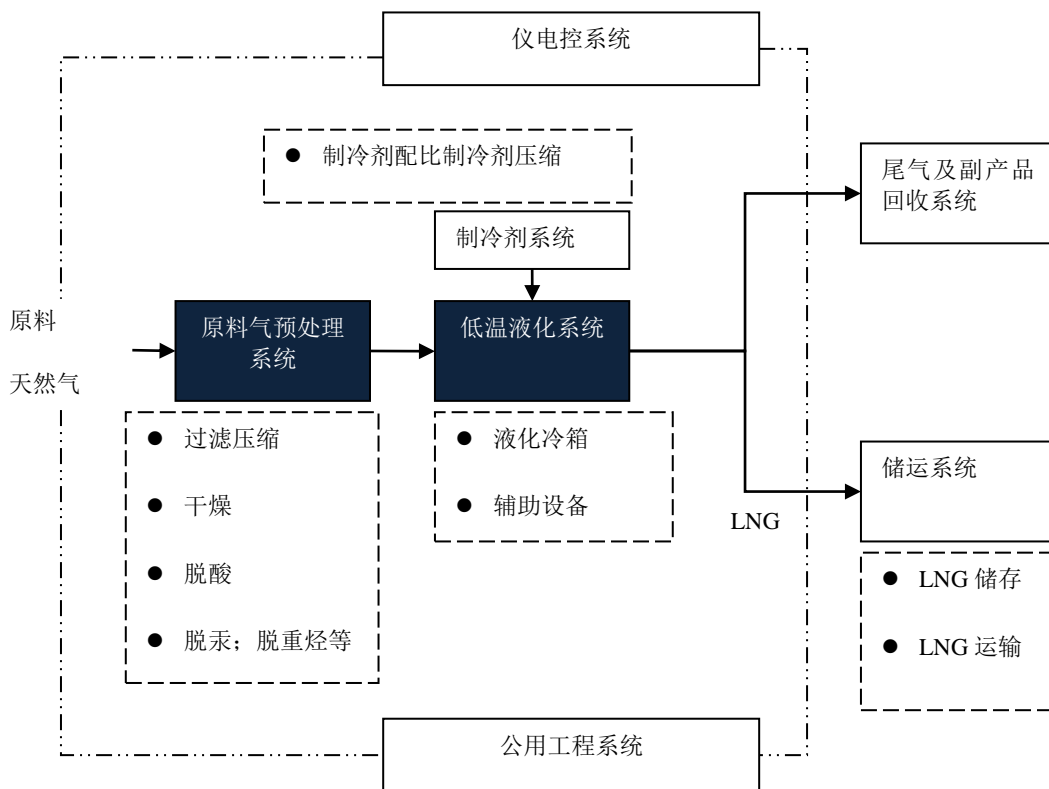 仪电控系统
● 制冷剂配比制冷剂压缩
尾气及副产品
回收系统
制冷剂系统
原料
天然气
原料气预处理
系统
低温液化系统
● 过滤压缩
● 干燥
● 脱酸
● 脱汞；脱重烃等
● 液化冷箱
● 辅助设备
LNG
储运系统
● LNG 储存
● LNG 运输
公用工程系统